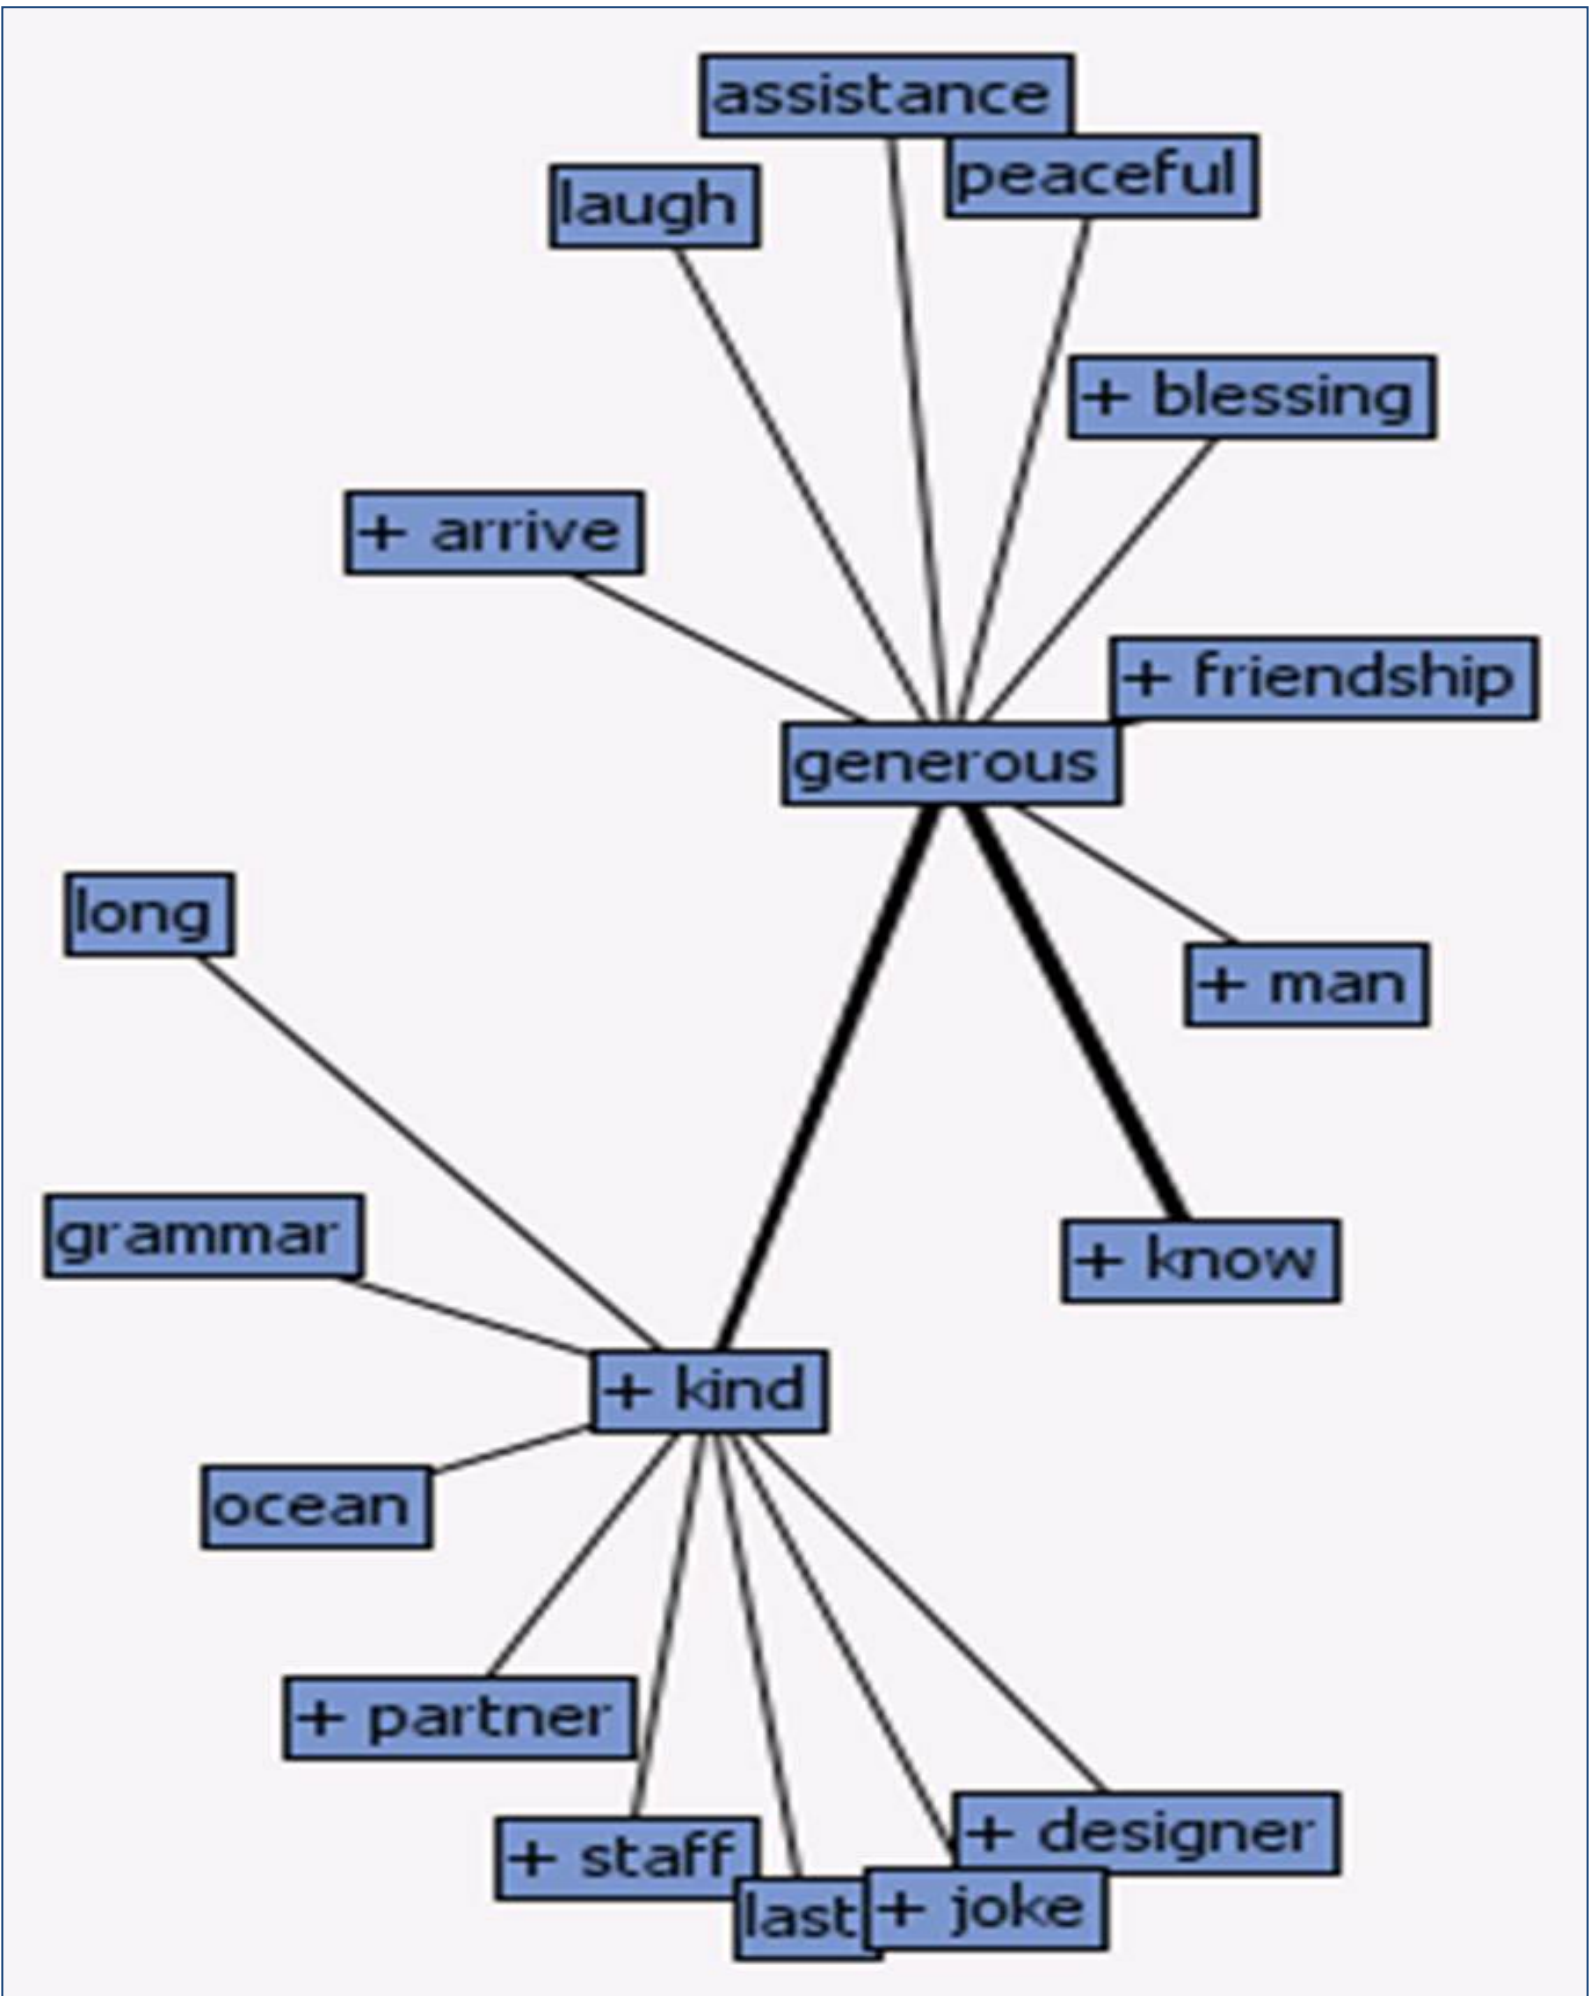 assistance
peaceful
laugh
+ blessing
+ arrive
+ friendship
generous
long
+ man
grammar
+ know
+ kind
ocean
+ partner
+ designer
+ staff
last
+ joke